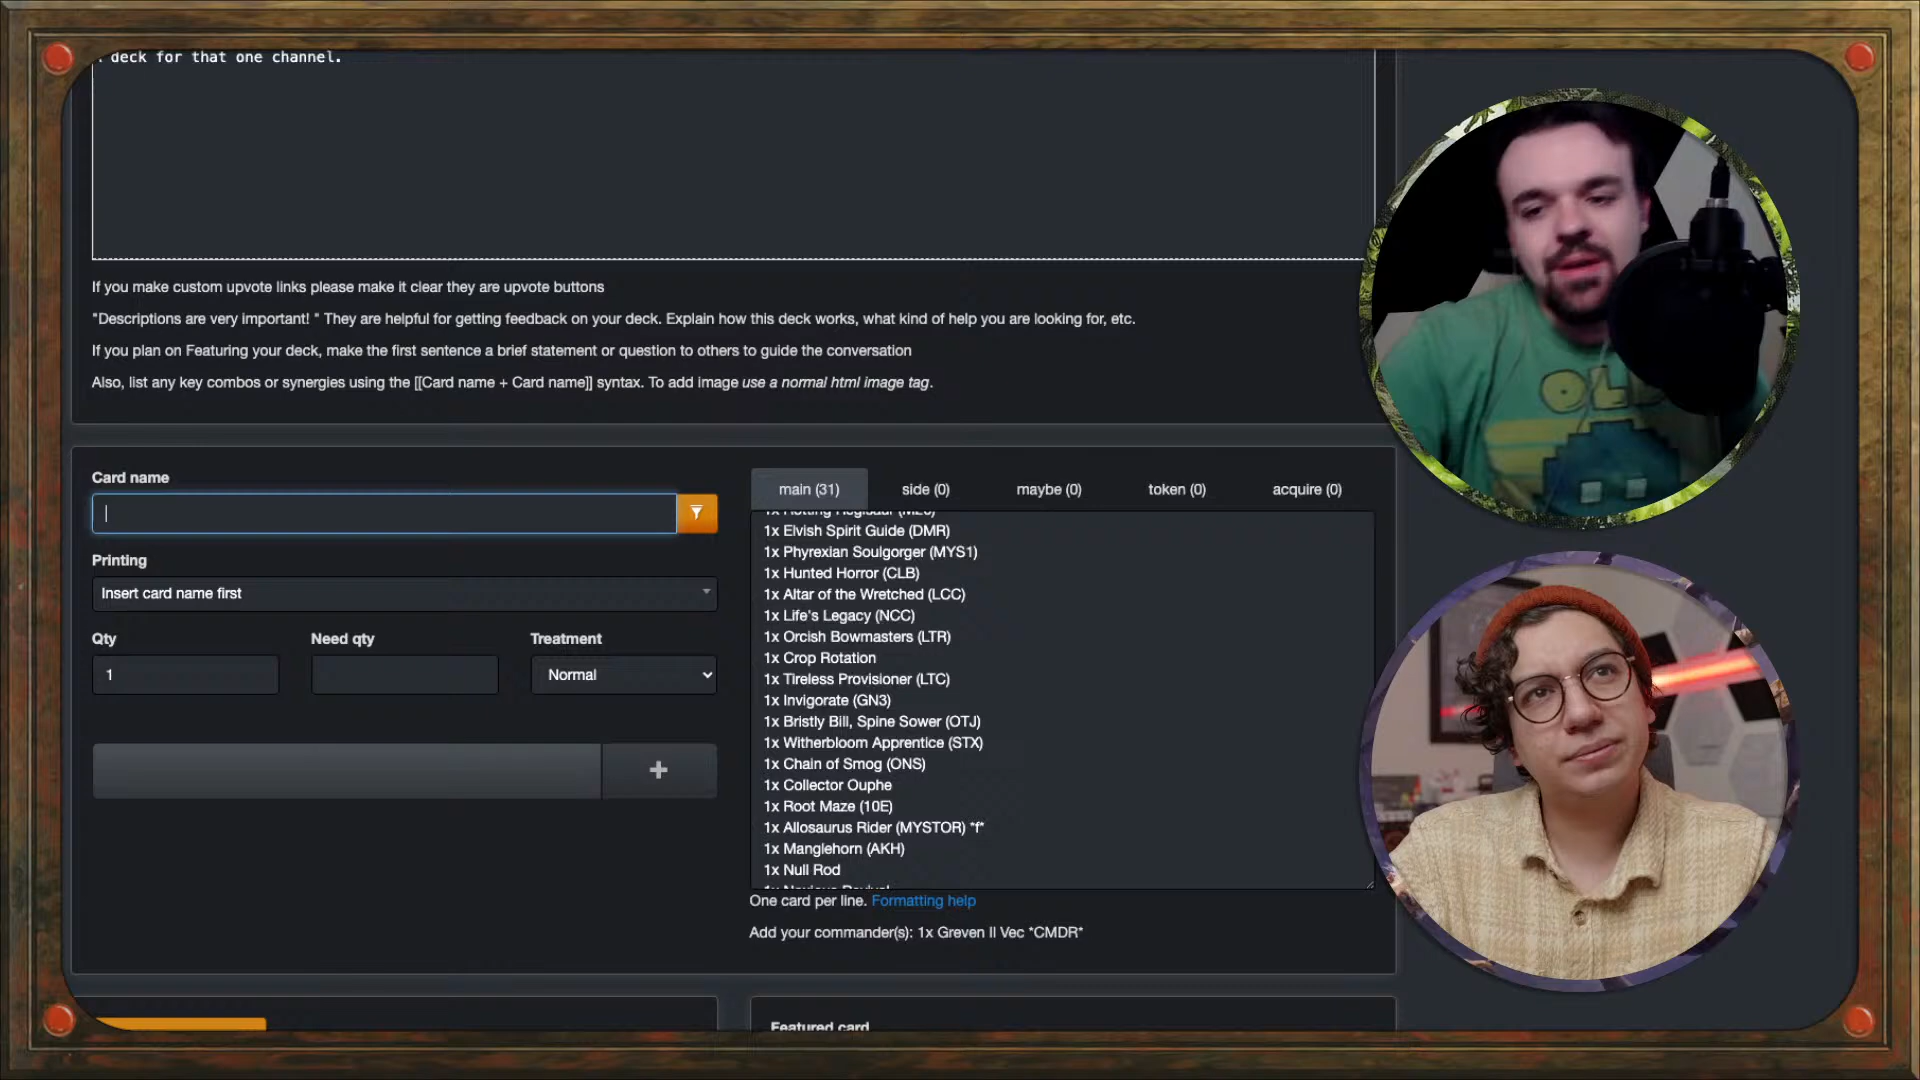 deck for that one channel.
If you make custom upvote links please make it clear they are upvote buttons
"Descriptions are very important! " They are helpful for getting feedback on your deck. Explain how this deck works, what kind of help you are looking for, etc.
If you plan on Featuring your deck, make the first sentence a brief statement or question to others to guide the conversation
Also, list any key combos or synergies using the [[Card name + Card name]] syntax. To add image use a normal html image tag.
Card name
Printing
Insert card name first
Qty
Need qty
Treatment
1
Normal
+
main (31)
side (0)
maybe (0)
token (0)
acquire (0)
1x Elvish Spirit Guide (DMR)
1x Phyrexian Soulgorger (MYS1)
1x Hunted Horror (CLB)
1x Altar of the Wretched (LCC)
1x Life's Legacy (NCC)
1x Orcish Bowmasters (LTR)
1x Crop Rotation
1x Tireless Provisioner (LTC)
1x Invigorate (GN3)
1x Bristly Bill, Spine Sower (OTJ)
1x Witherbloom Apprentice (STX)
1x Chain of Smog (ONS)
1x Collector Ouphe
1x Root Maze (10E)
1x Allosaurus Rider (MYSTOR) *f*
1x Manglehorn (AKH)
1x Null Rod
One card per line. Formatting help
Add your commander(s): 1x Greven Il Vec *CMDR*
Featured card
OLD